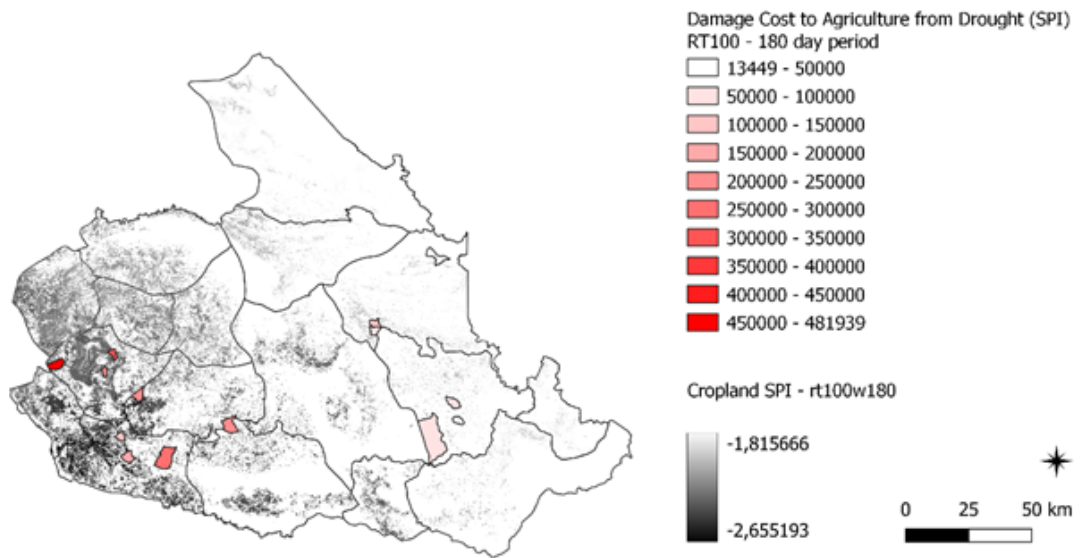 Damage Cost to Agriculture from Drought (SPI)
RT100 - 180 day period
13449 - 50000
50000 - 100000
100000 - 150000
150000 - 200000
200000 - 250000
250000 - 300000
300000 - 350000
350000 - 400000
400000 - 450000
450000 - 481939
Cropland SPI - rt100w180
-1,815666
-2,655193
0 25 50 km